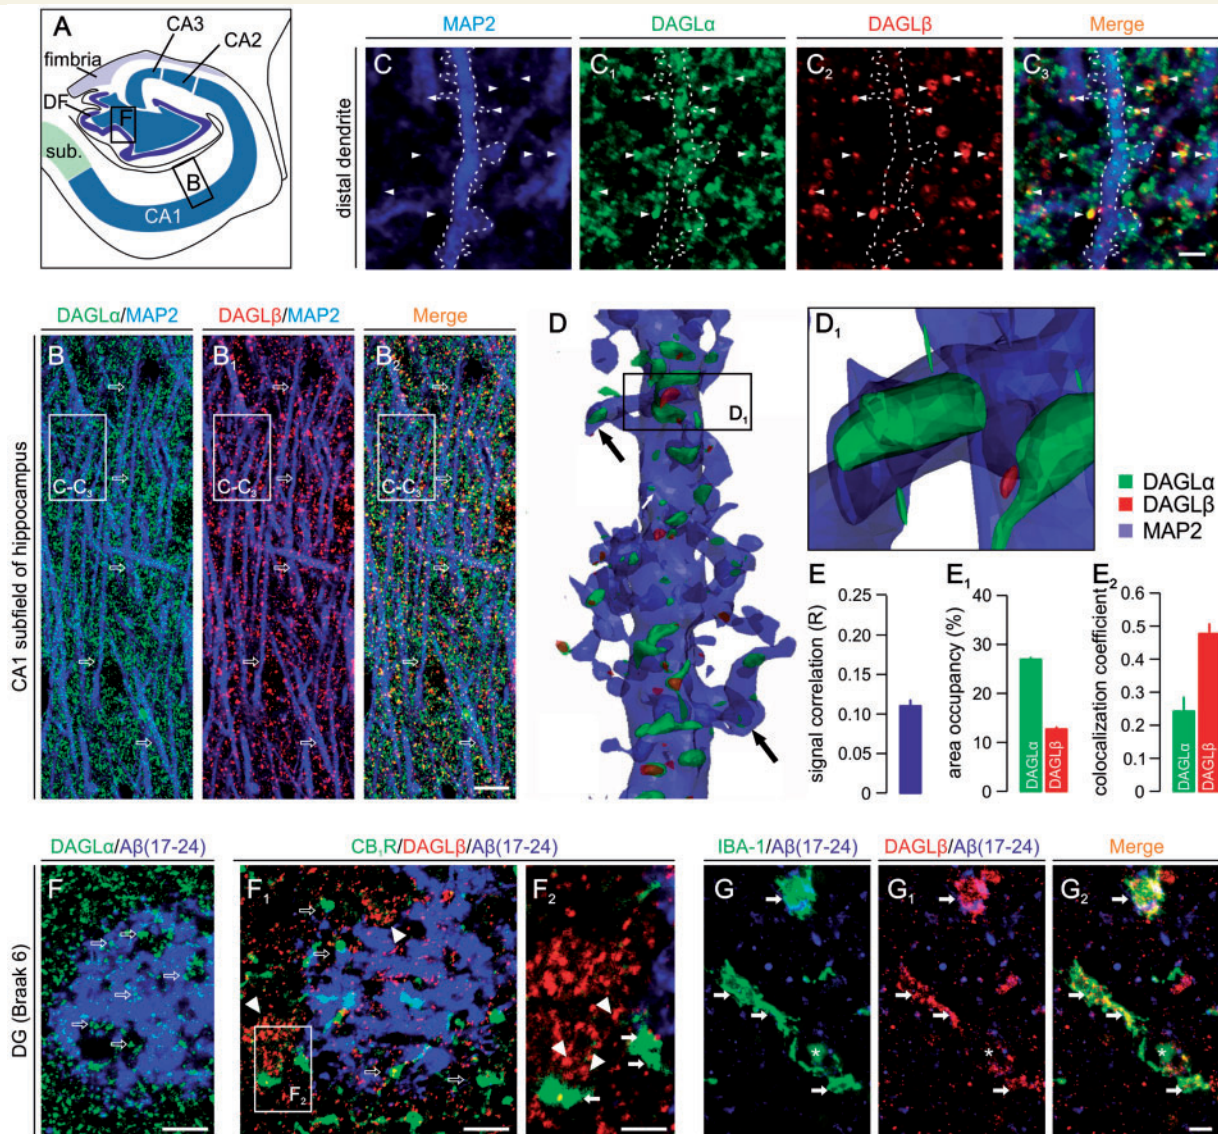 A
CA3
CA2
fimbria
DF
F
sub.
B
CA1
MAP2 DAGLα DAGLβ Merge
distal dendrite
C C₁ C₂ C₃
DAGLα/MAP2 DAGLβ/MAP2 Merge
CA1 subfield of hippocampus
B B₁ B₂
C-C₃ C-C₃ C-C₃
D
D₁
D₁
DAGLα
DAGLβ
MAP2
E
signal correlation (R)
0.25
0.20
0.15
0.10
0.05
0
E₁
area occupancy (%)
40
30
20
10
0
DAGLα
DAGLβ
E₂
colocalization coefficient
0.6
0.5
0.4
0.3
0.2
0.1
0
DAGLα
DAGLβ
DAGLα/Aβ(17-24) CB₁R/DAGLβ/Aβ(17-24) IBA-1/Aβ(17-24) DAGLβ/Aβ(17-24) Merge
DG (Braak 6)
F F₁ F₂ G G₁ G₂
F₂
* * *